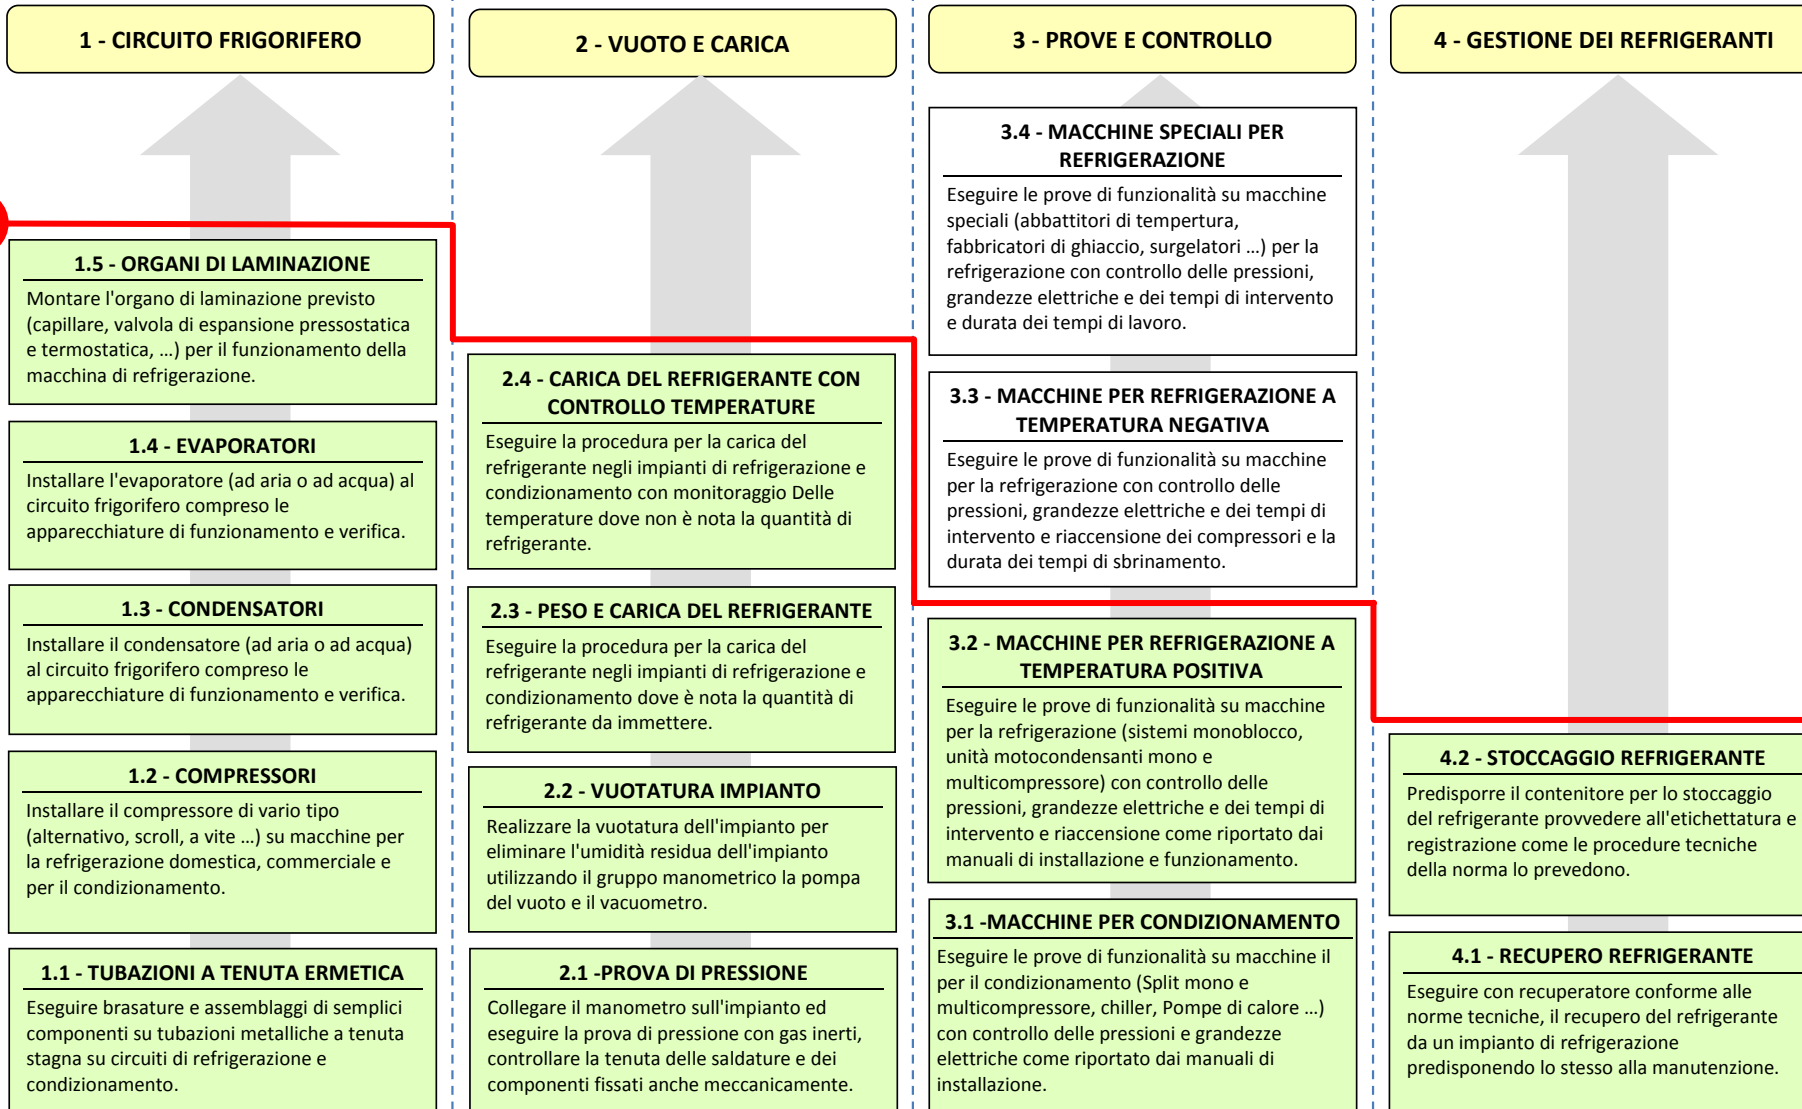 1 - CIRCUITO FRIGORIFERO
1.5 - ORGANI DI LAMINAZIONE
Montare l'organo di laminazione previsto
(capillare, valvola di espansione pressostatica
e termostatica, ...) per il funzionamento della
macchina di refrigerazione.
1.4 - EVAPORATORI
Installare l'evaporatore (ad aria o ad acqua) al
circuito frigorifero compreso le
apparecchiature di funzionamento e verifica.
1.3 - CONDENSATORI
Installare il condensatore (ad aria o ad acqua)
al circuito frigorifero compreso le
apparecchiature di funzionamento e verifica.
1.2 - COMPRESSORI
Installare il compressore di vario tipo
(alternativo, scroll, a vite ...) su macchine per
la refrigerazione domestica, commerciale e
per il condizionamento.
1.1 - TUBAZIONI A TENUTA ERMETICA
Eseguire brasature e assemblaggi di semplici
componenti su tubazioni metalliche a tenuta
stagna su circuiti di refrigerazione e
condizionamento.
2 - VUOTO E CARICA
2.4 - CARICA DEL REFRIGERANTE CON
CONTROLLO TEMPERATURE
Eseguire la procedura per la carica del
refrigerante negli impianti di refrigerazione e
condizionamento con monitoraggio Delle
temperature dove non è nota la quantità di
refrigerante.
2.3 - PESO E CARICA DEL REFRIGERANTE
Eseguire la procedura per la carica del
refrigerante negli impianti di refrigerazione e
condizionamento dove è nota la quantità di
refrigerante da immettere.
2.2 - VUOTATURA IMPIANTO
Realizzare la vuotatura dell'impianto per
eliminare l'umidità residua dell'impianto
utilizzando il gruppo manometrico la pompa
del vuoto e il vacuometro.
2.1 -PROVA DI PRESSIONE
Collegare il manometro sull'impianto ed
eseguire la prova di pressione con gas inerti,
controllare la tenuta delle saldature e dei
componenti fissati anche meccanicamente.
3 - PROVE E CONTROLLO
3.4 - MACCHINE SPECIALI PER
REFRIGERAZIONE
Eseguire le prove di funzionalità su macchine
speciali (abbattitori di tempertura,
fabbricatori di ghiaccio, surgelatori ...) per la
refrigerazione con controllo delle pressioni,
grandezze elettriche e dei tempi di intervento
e durata dei tempi di lavoro.
3.3 - MACCHINE PER REFRIGERAZIONE A
TEMPERATURA NEGATIVA
Eseguire le prove di funzionalità su macchine
per la refrigerazione con controllo delle
pressioni, grandezze elettriche e dei tempi di
intervento e riaccensione dei compressori e la
durata dei tempi di sbrinamento.
3.2 - MACCHINE PER REFRIGERAZIONE A
TEMPERATURA POSITIVA
Eseguire le prove di funzionalità su macchine
per la refrigerazione (sistemi monoblocco,
unità motocondensanti mono e
multicompressore) con controllo delle
pressioni, grandezze elettriche e dei tempi di
intervento e riaccensione come riportato dai
manuali di installazione e funzionamento.
3.1 -MACCHINE PER CONDIZIONAMENTO
Eseguire le prove di funzionalità su macchine il
per il condizionamento (Split mono e
multicompressore, chiller, Pompe di calore ...)
con controllo delle pressioni e grandezze
elettriche come riportato dai manuali di
installazione.
4 - GESTIONE DEI REFRIGERANTI
4.2 - STOCCAGGIO REFRIGERANTE
Predisporre il contenitore per lo stoccaggio
del refrigerante provvedere all'etichettatura e
registrazione come le procedure tecniche
della norma lo prevedono.
4.1 - RECUPERO REFRIGERANTE
Eseguire con recuperatore conforme alle
norme tecniche, il recupero del refrigerante
da un impianto di refrigerazione
predisponendo lo stesso alla manutenzione.